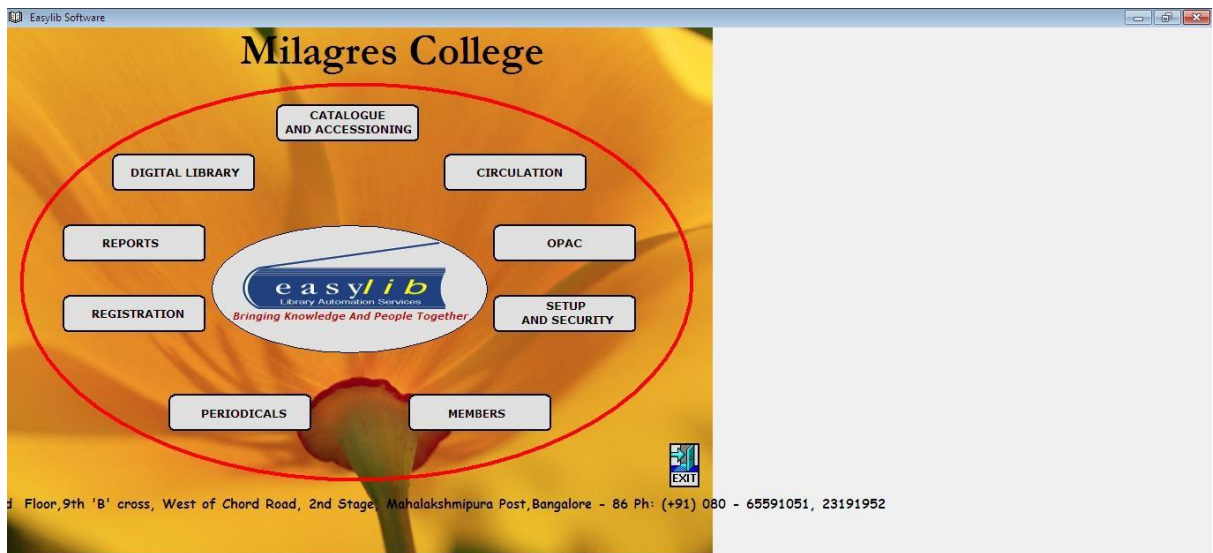 Easylib Software
Milagres College
CATALOGUE
AND ACCESSIONING
DIGITAL LIBRARY
CIRCULATION
REPORTS
OPAC
easylib
Library Automation Services
Bringing Knowledge And People Together
REGISTRATION
SETUP
AND SECURITY
PERIODICALS
MEMBERS
EXIT
Floor,9th 'B' cross, West of Chord Road, 2nd Stage, Mahalakshmipura Post,Bangalore - 86 Ph: (+91) 080 - 65591051, 23191952